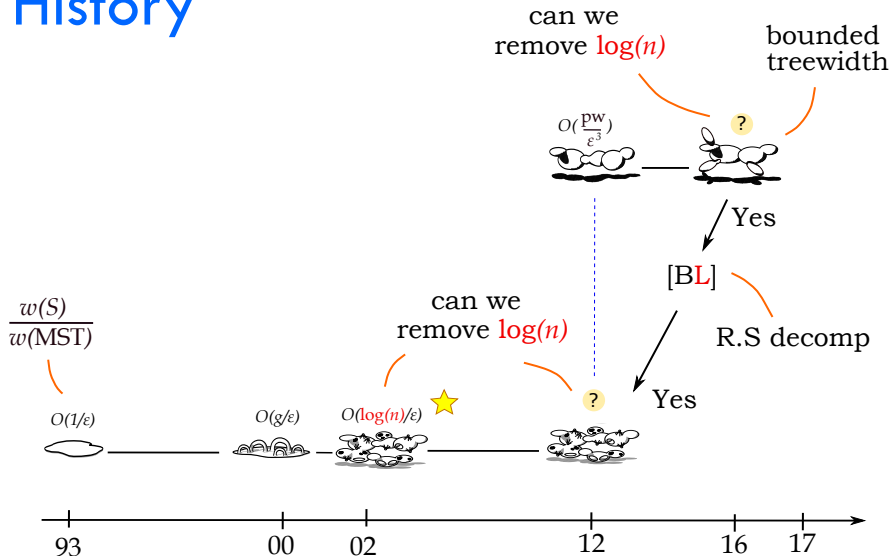 History
can we
remove log(n)
bounded
treewidth
O(pw/ε³)
?
Yes
[BL]
R.S decomp
w(S)
w(MST)
can we
remove log(n)
O(1/ε)
O(g/ε)
O(log(n)/ε)
?
Yes
93
00
02
12
16
17